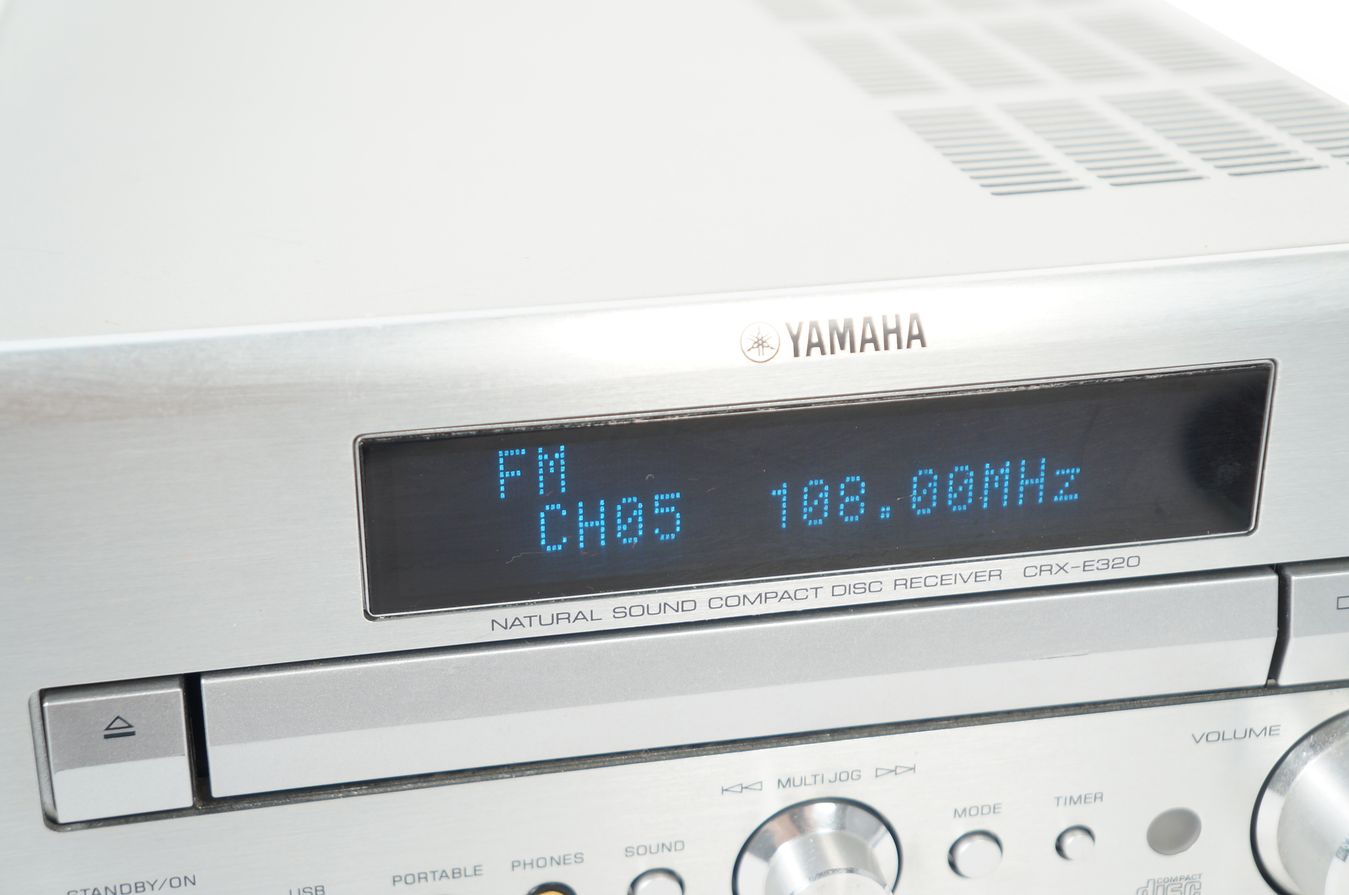 YAMAHA
FM
CH05 108.00MHz
NATURAL SOUND COMPACT DISC RECEIVER CRX-E320
VOLUME
MULTI JOG
MODE
TIMER
SOUND
PHONES
PORTABLE
USB
STANDBY/ON
COMPACT
disc